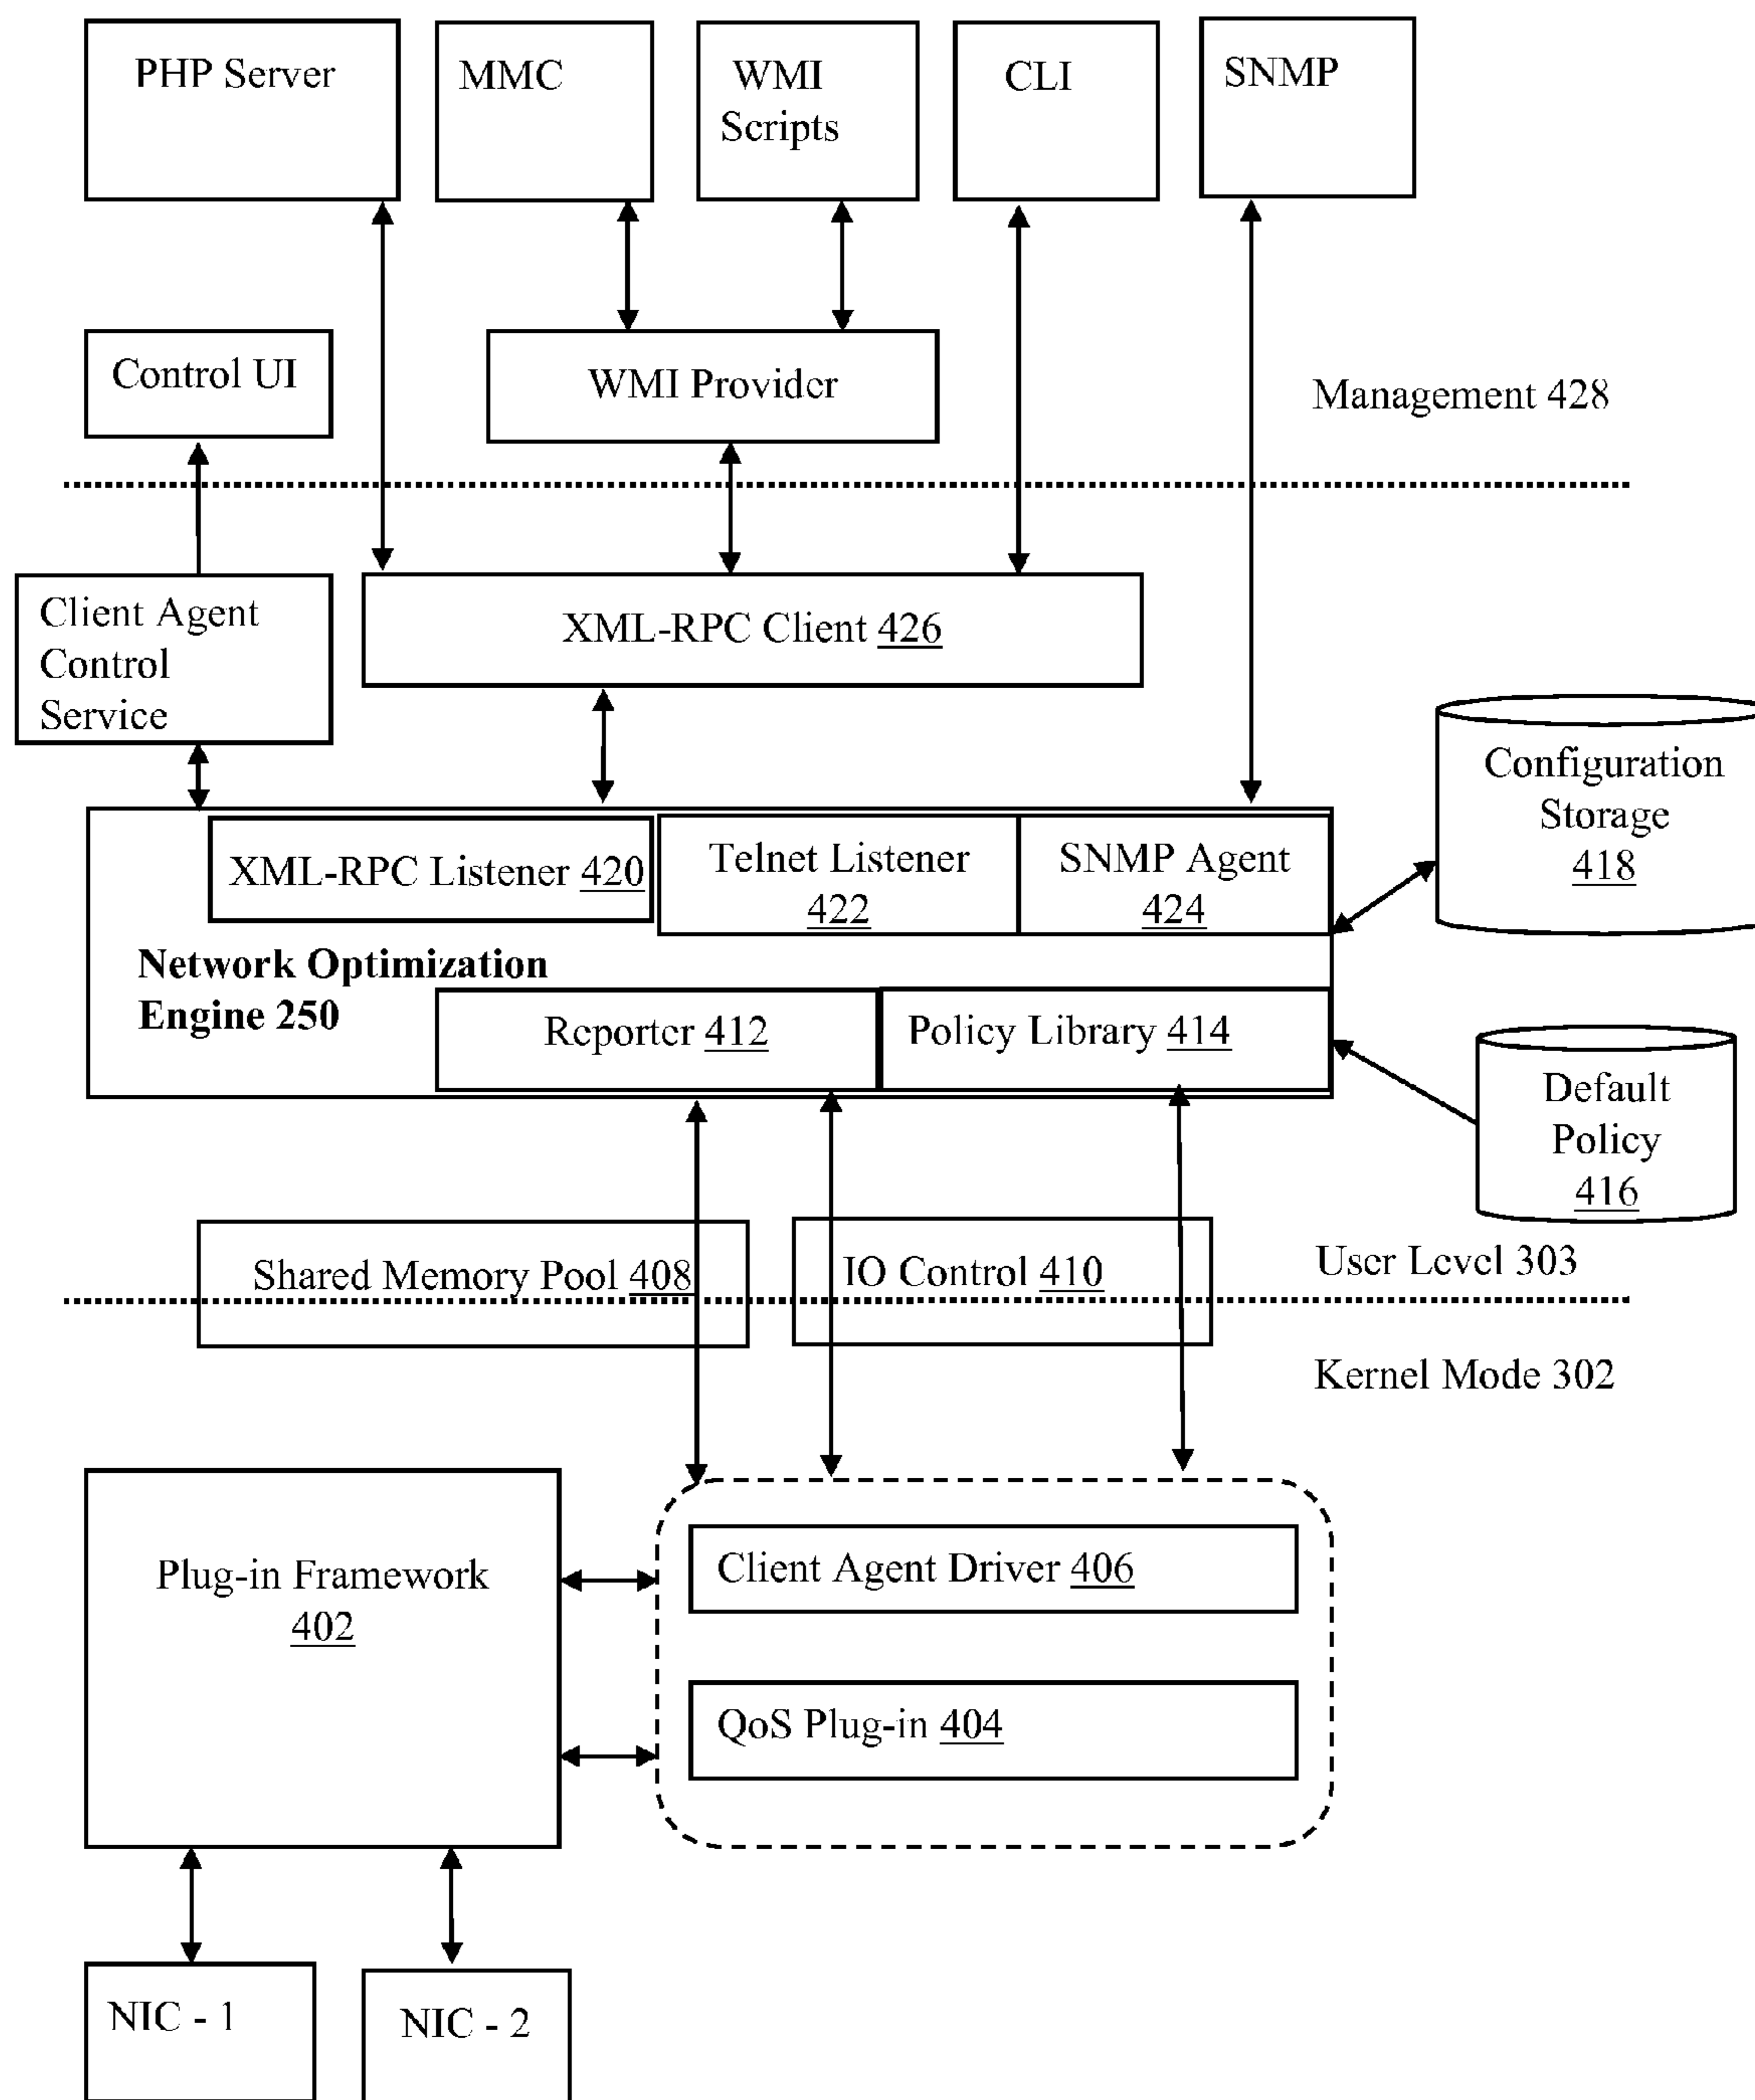 PHP Server
MMC
WMI
Scripts
CLI
SNMP
Control UI
WMI Provider
Management 428
Client Agent
Control
Service
XML-RPC Client 426
Configuration
Storage
418
XML-RPC Listener 420
Telnet Listener
422
SNMP Agent
424
Network Optimization
Engine 250
Reporter 412
Policy Library 414
Default
Policy
416
Shared Memory Pool 408
IO Control 410
User Level 303
Kernel Mode 302
Plug-in Framework
402
Client Agent Driver 406
QoS Plug-in 404
NIC - 1
NIC - 2